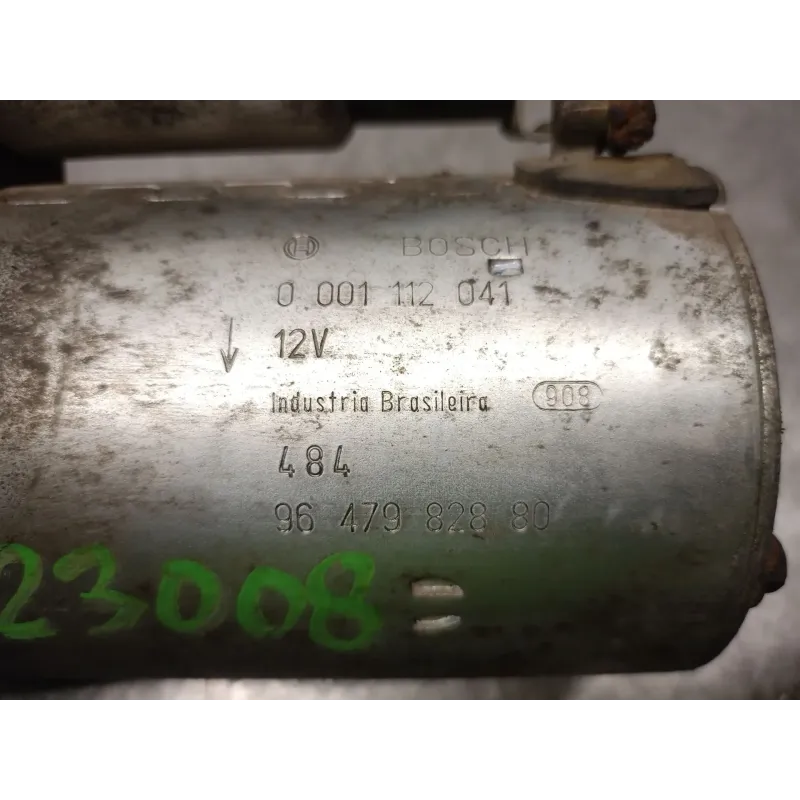 BOSCH
0 001 112 041
12V
Industria Brasileira 908
484
96 479 828 80
23008